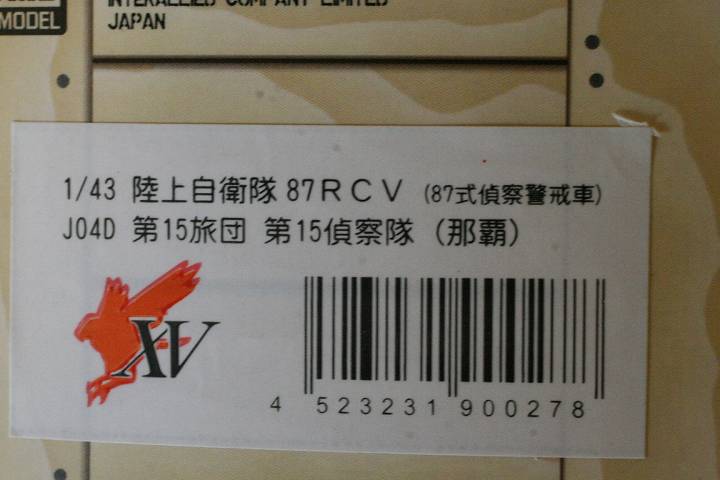 MODEL
INTERALLIED COMPANY LIMITED
JAPAN
1/43 陸上自衛隊 87RCV (87式偵察警戒車)
J04D 第15旅団 第15偵察隊 (那覇)
XV
4 523231 900278